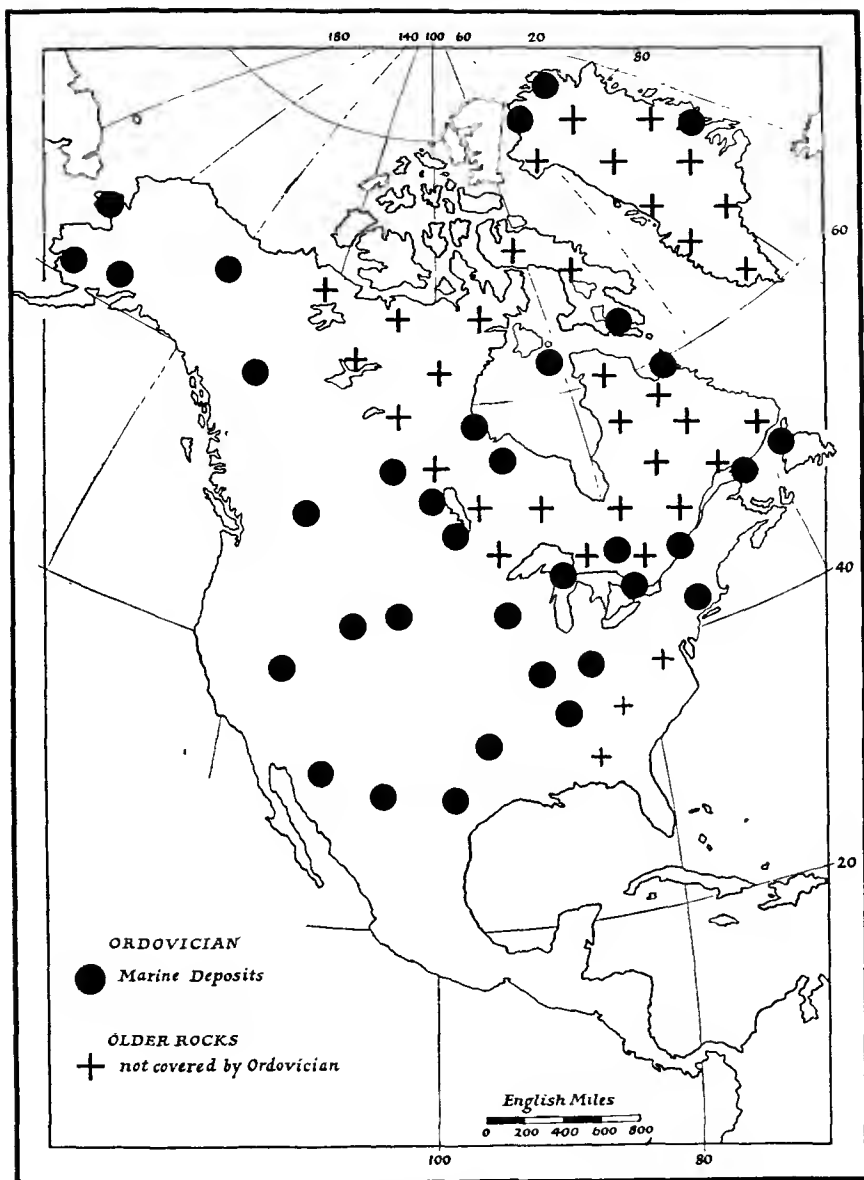 180 140 100 60 20
80
60
40
20
ORDOVICIAN
Marine Deposits
OLDER ROCKS
not covered by Ordovician
English Miles
0 200 400 600 800
100 80